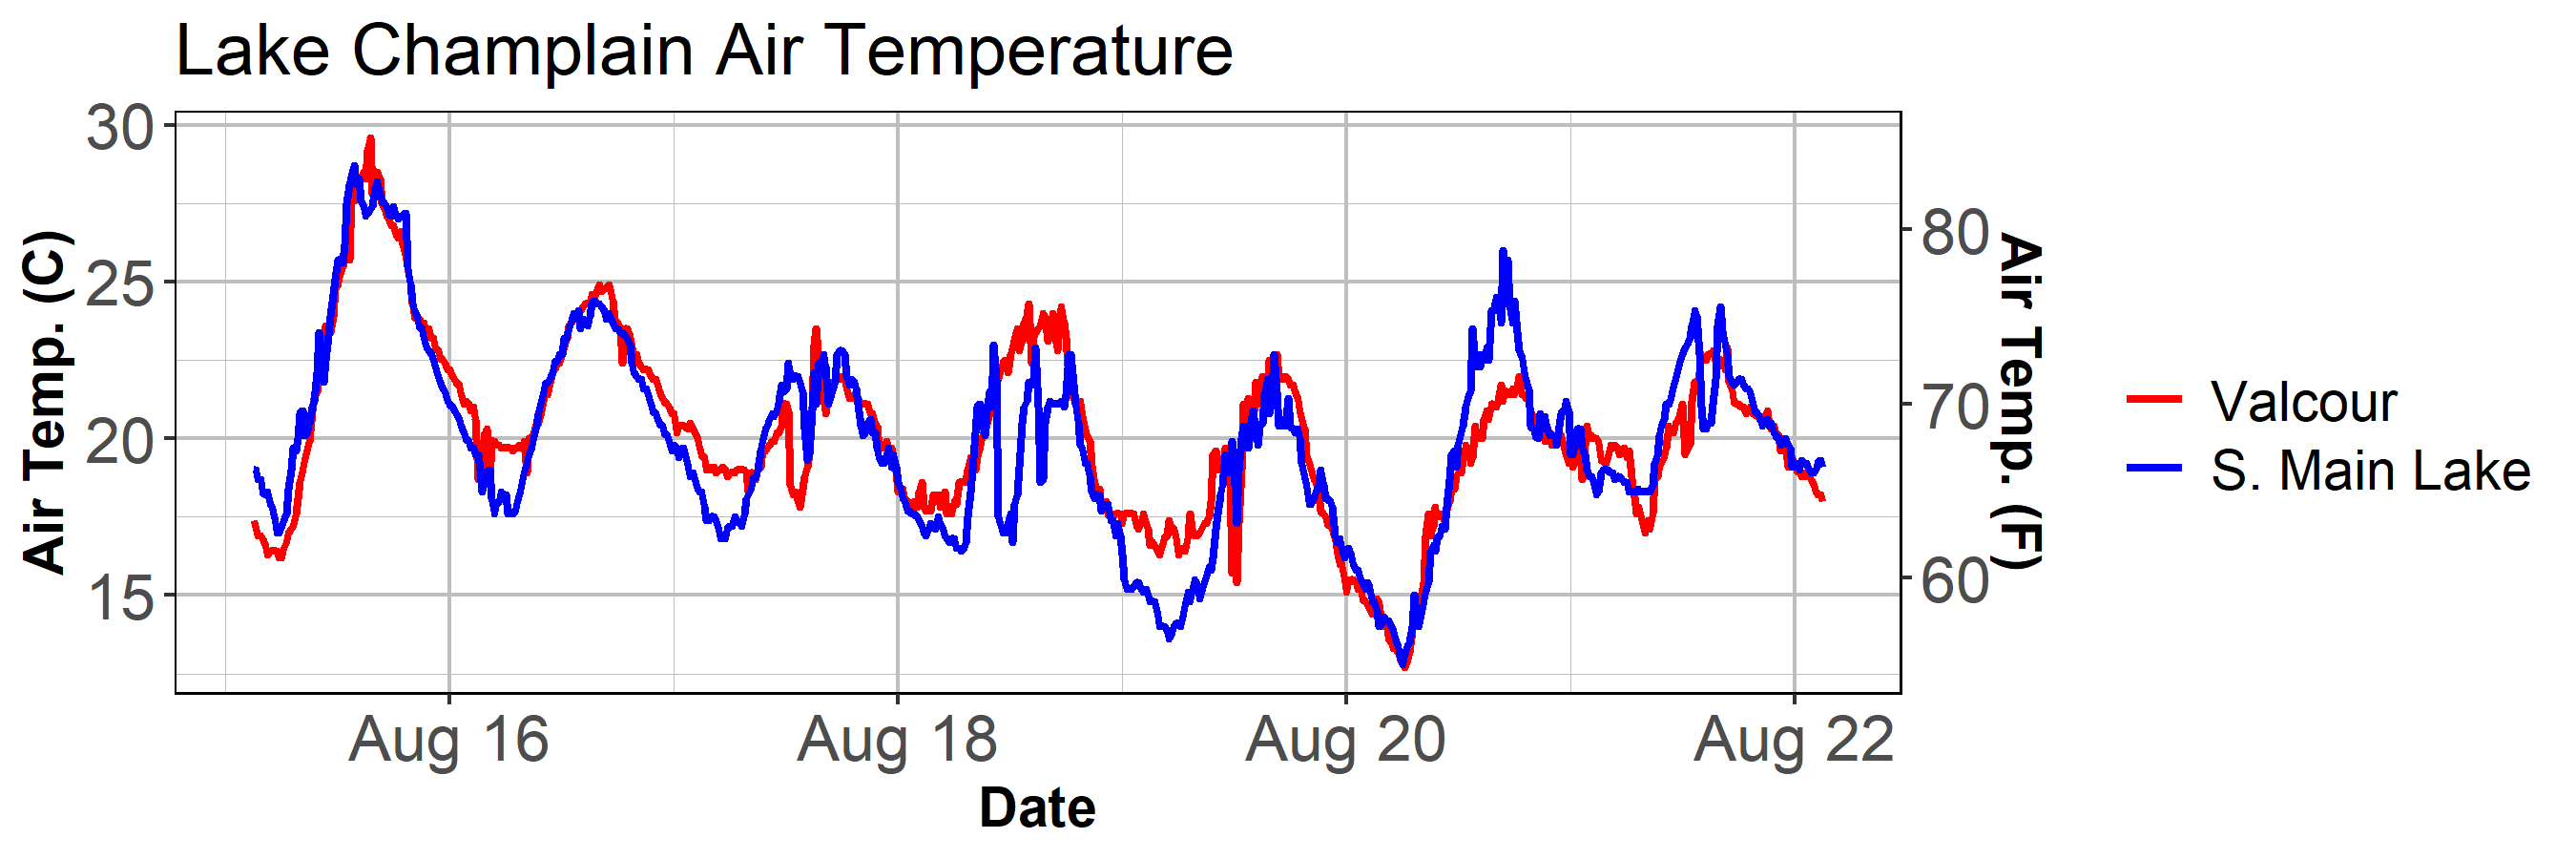 Lake Champlain Air Temperature
30
25
20
15
Air Temp. (C)
80
70
60
Air Temp. (F)
Aug 16
Aug 18
Aug 20
Aug 22
Date
Valcour
S. Main Lake